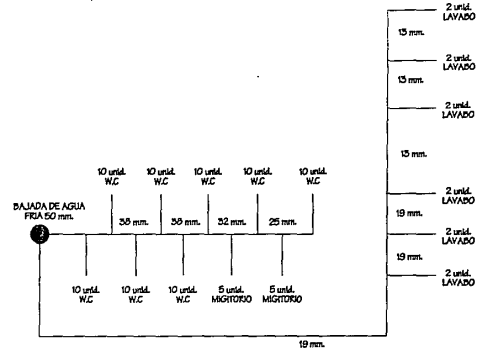 2 unid.
LAVABO
13 mm.
2 unid.
LAVABO
13 mm.
2 unid.
LAVABO
13 mm.
10 unid.
W.C
10 unid.
W.C
10 unid.
W.C
10 unid.
W.C
10 unid.
W.C
2 unid.
LAVABO
BAJADA DE AGUA
FRIA 50 mm.
38 mm.
38 mm.
32 mm.
25 mm.
19 mm.
2 unid.
LAVABO
19 mm.
2 unid.
LAVABO
10 unid.
W.C
10 unid.
W.C
10 unid.
W.C
5 unid.
MIGITORIO
5 unid.
MIGITORIO
19 mm.